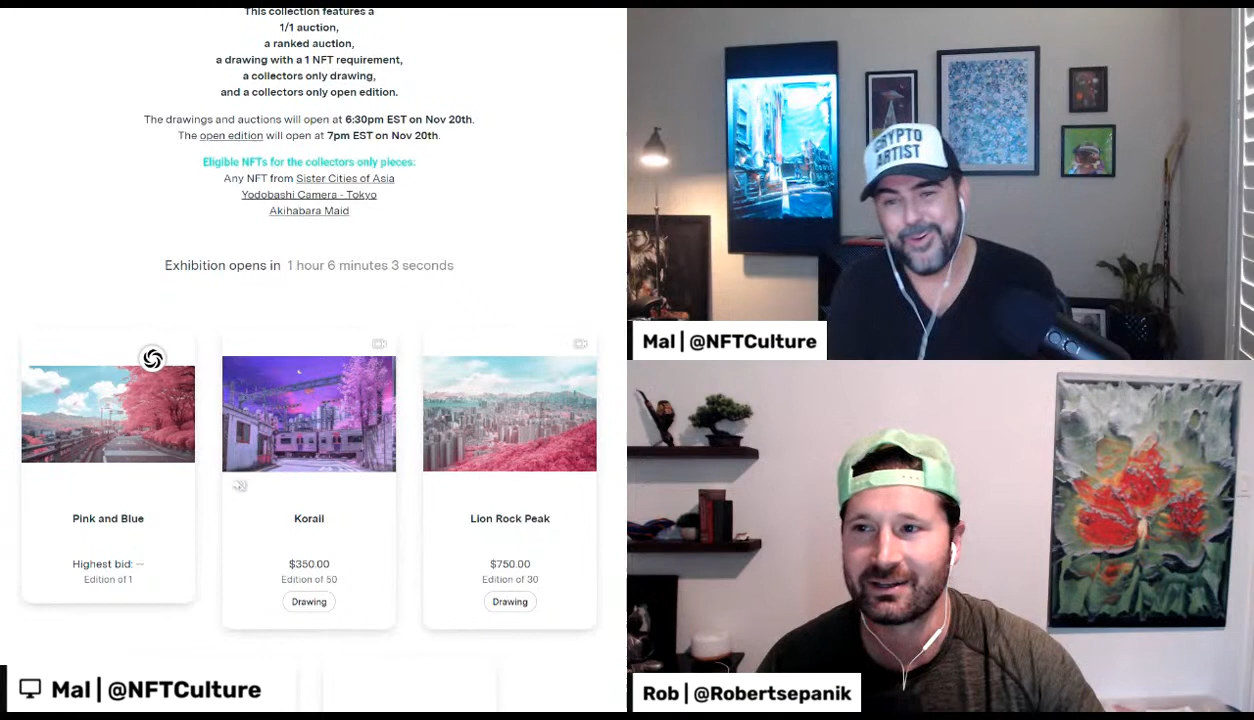 This collection features a
1/1 auction,
a ranked auction,
a drawing with a 1 NFT requirement,
a collectors only drawing,
and a collectors only open edition.
The drawings and auctions will open at 6:30pm EST on Nov 20th.
The open edition will open at 7pm EST on Nov 20th.
Eligible NFTs for the collectors only pieces:
Any NFT from Sister Cities of Asia
Yodobashi Camera - Tokyo
Akihabara Maid
Exhibition opens in 1 hour 6 minutes 3 seconds
Pink and Blue
Highest bid: --
Edition of 1
Korail
$350.00
Edition of 50
Drawing
Lion Rock Peak
$750.00
Edition of 30
Drawing
Mal | @NFTCulture
CRYPTO
ARTIST
Mal | @NFTCulture
Rob | @Robertsepanik